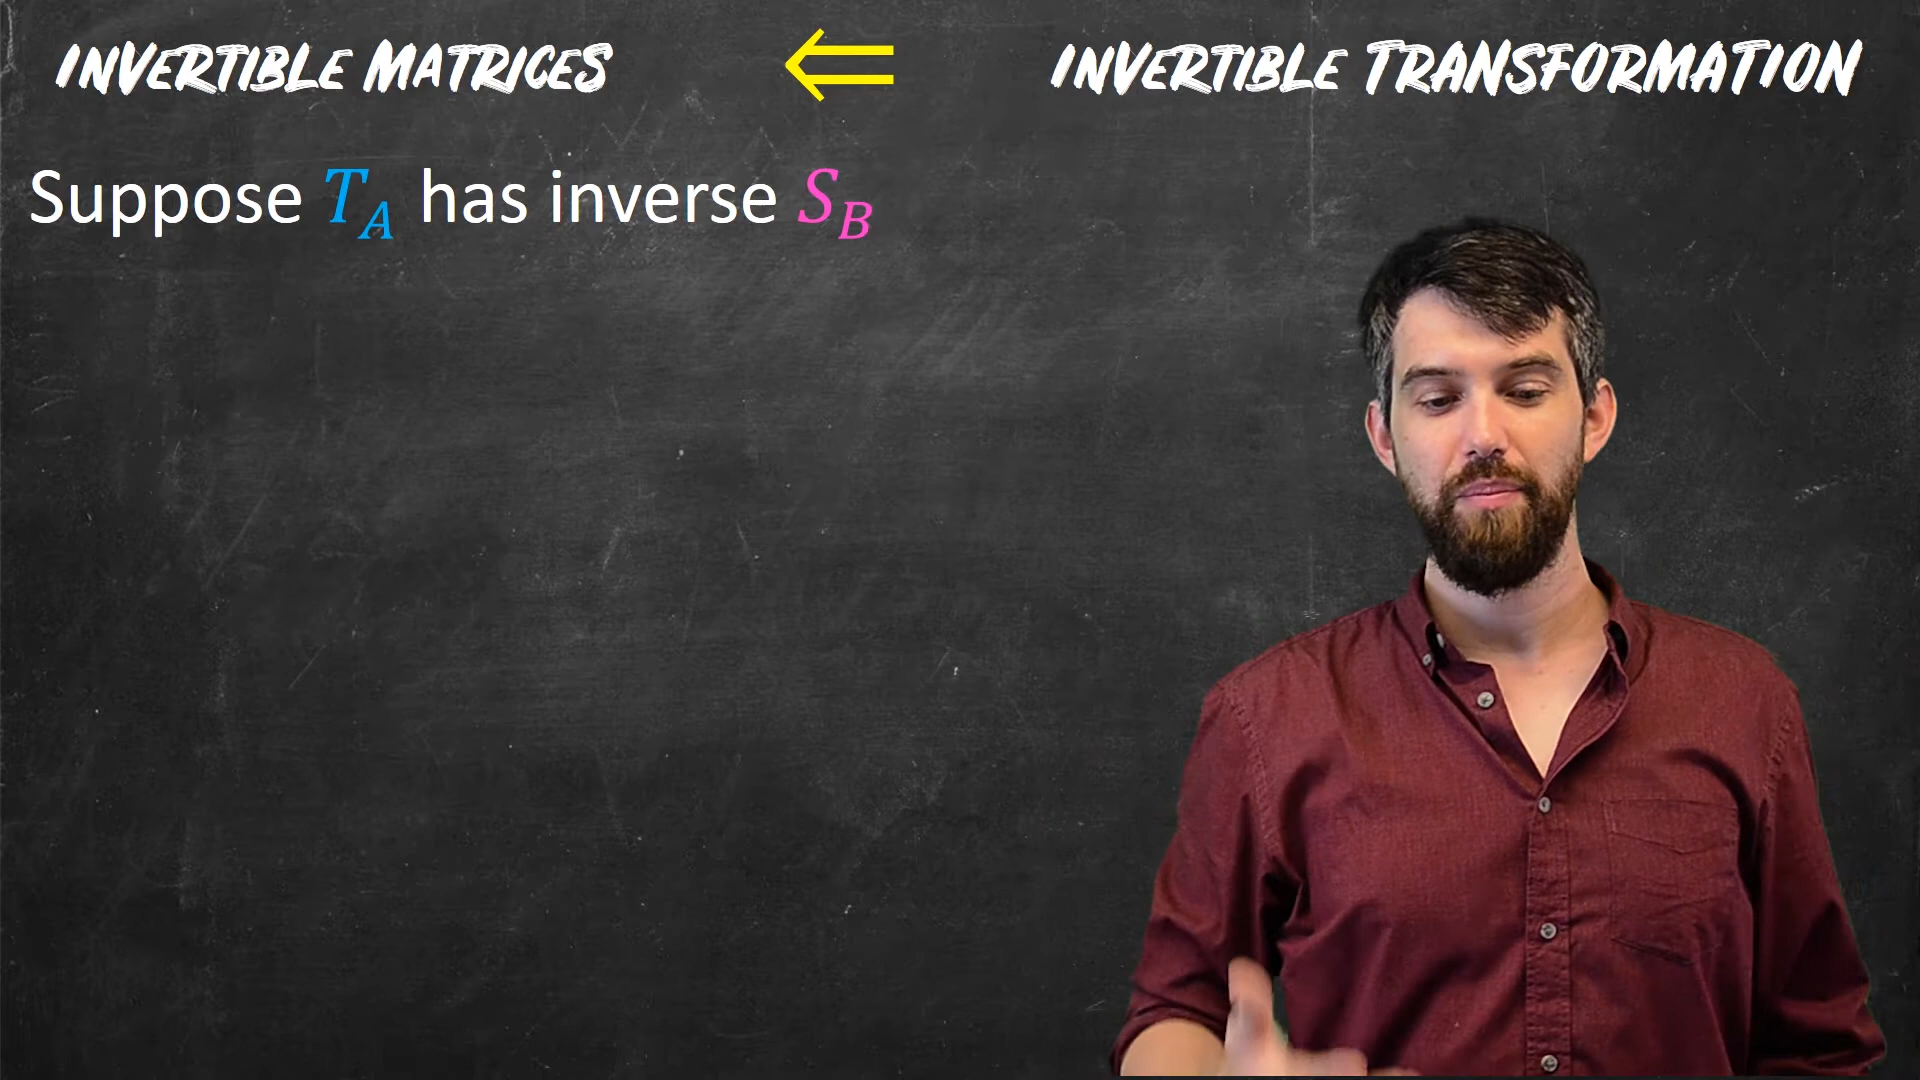 INVERTIBLE MATRICES ⇐ INVERTIBLE TRANSFORMATION
Suppose T_A has inverse S_B